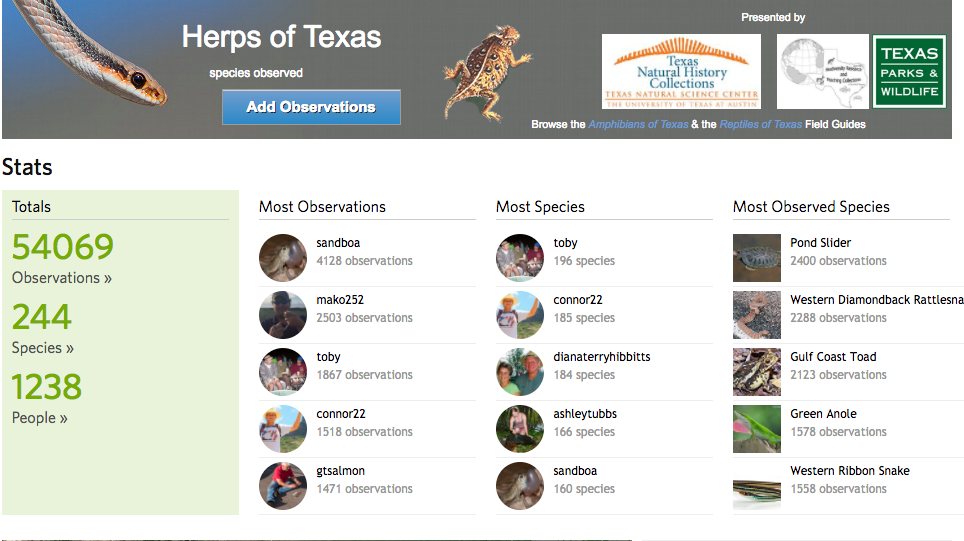 Herps of Texas
species observed
Add Observations
Presented by
Texas
Natural History
Collections
TEXAS NATURAL SCIENCE CENTER
THE UNIVERSITY OF TEXAS AT AUSTIN
Biodiversity Research
and
Teaching Collections
TEXAS
PARKS &
WILDLIFE
Browse the Amphibians of Texas & the Reptiles of Texas Field Guides
Stats
Totals
54069
Observations »
244
Species »
1238
People »
Most Observations
sandboa
4128 observations
mako252
2503 observations
toby
1867 observations
connor22
1518 observations
gtsalmon
1471 observations
Most Species
toby
196 species
connor22
185 species
dianaterryhibbitts
184 species
ashleytubbs
166 species
sandboa
160 species
Most Observed Species
Pond Slider
2400 observations
Western Diamondback Rattlesna
2288 observations
Gulf Coast Toad
2123 observations
Green Anole
1578 observations
Western Ribbon Snake
1558 observations